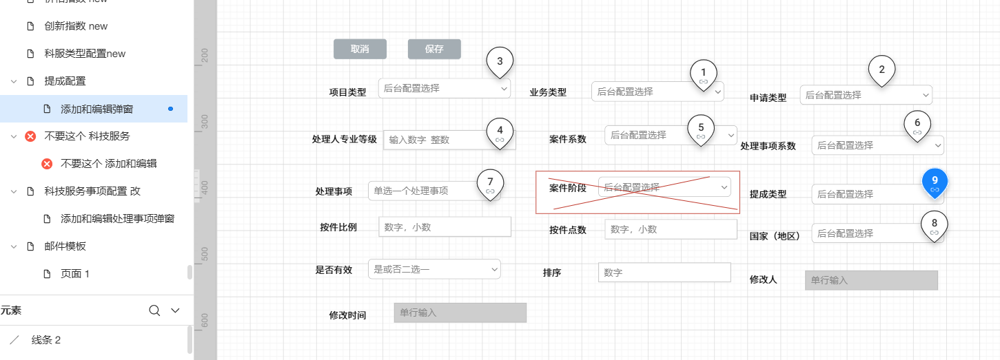 价格指数 new
创新指数 new
科服类型配置new
提成配置
添加和编辑弹窗
不要这个 科技服务
不要这个 添加和编辑
科技服务事项配置 改
添加和编辑处理事项弹窗
邮件模板
页面 1
元素
线条 2
200
300
400
500
600
取消 保存
3 1 2
项目类型 后台配置选择 业务类型 后台配置选择 申请类型 后台配置选择
4 5 6
处理人专业等级 输入数字 整数 案件系数 后台配置选择 处理事项系数 后台配置选择
7 9
处理事项 单选一个处理事项 案件阶段 后台配置选择 提成类型 后台配置选择
8
按件比例 数字，小数 按件点数 数字，小数 国家（地区） 后台配置选择
是否有效 是或否二选一 排序 数字 修改人 单行输入
修改时间 单行输入